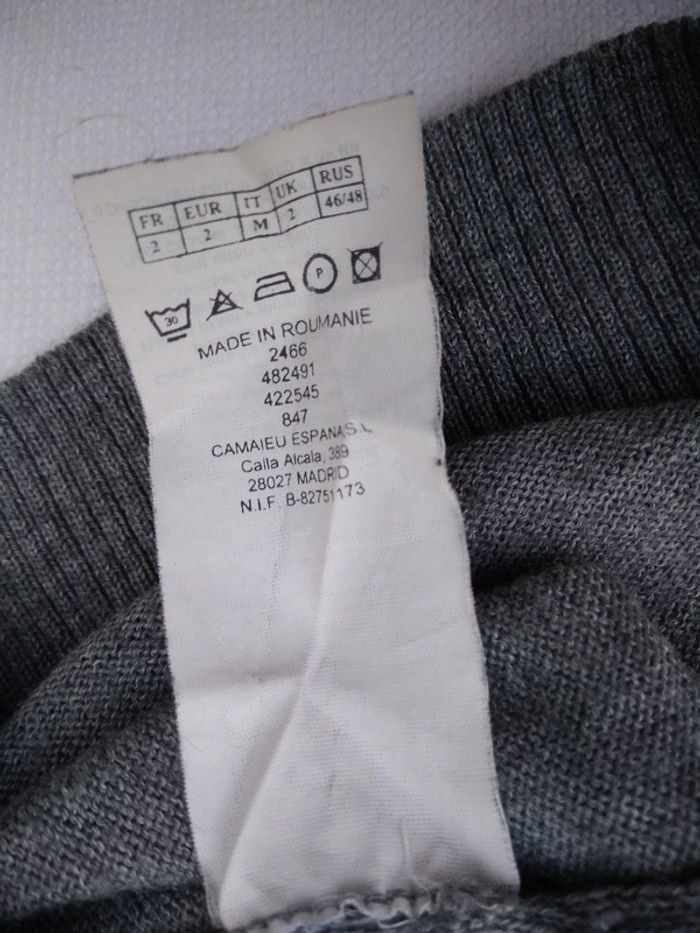 FR EUR IT UK RUS
2 2 M 2 46/48
30 P
MADE IN ROUMANIE
2466
482491
422545
847
CAMAIEU ESPANA S.L
Calla Alcala, 389
28027 MADRID
N.I.F. B-82751173